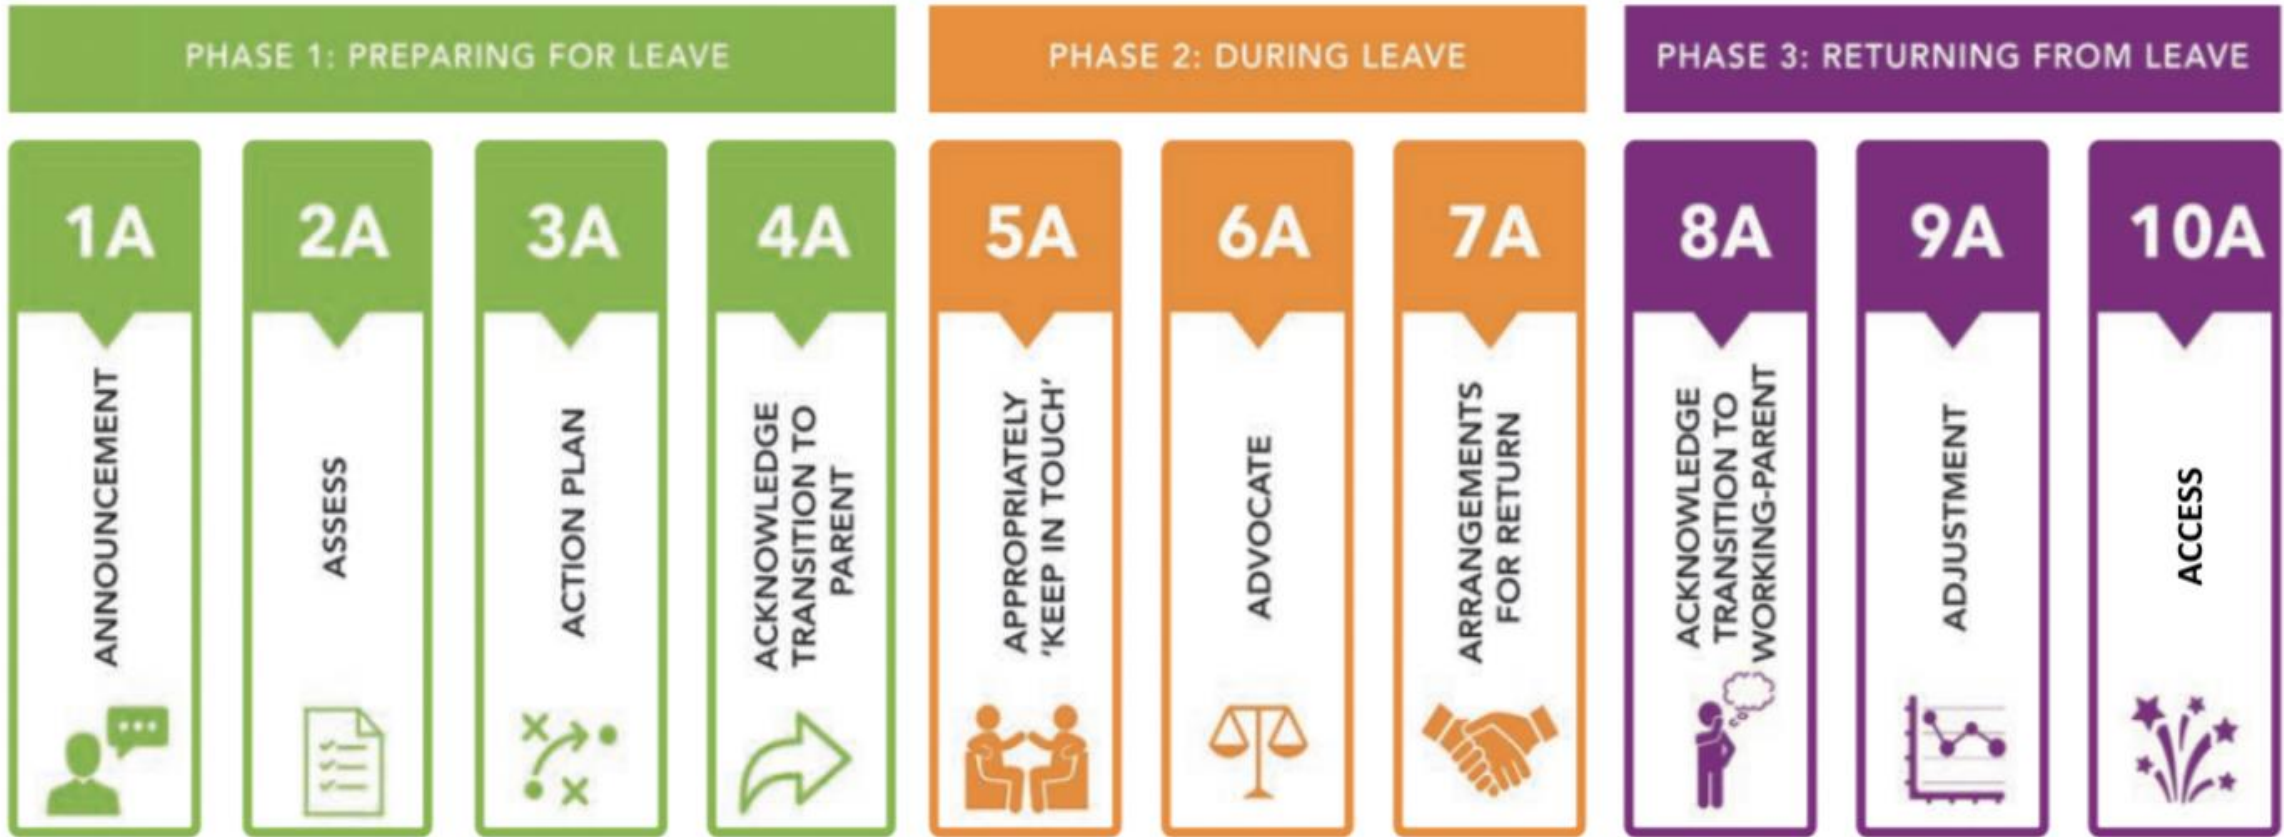 PHASE 1: PREPARING FOR LEAVE
PHASE 2: DURING LEAVE
PHASE 3: RETURNING FROM LEAVE
1A
ANNOUNCEMENT
2A
ASSESS
3A
ACTION PLAN
4A
ACKNOWLEDGE
TRANSITION TO
PARENT
5A
APPROPRIATELY
‘KEEP IN TOUCH’
6A
ADVOCATE
7A
ARRANGEMENTS
FOR RETURN
8A
ACKNOWLEDGE
TRANSITION TO
WORKING-PARENT
9A
ADJUSTMENT
10A
ACCESS